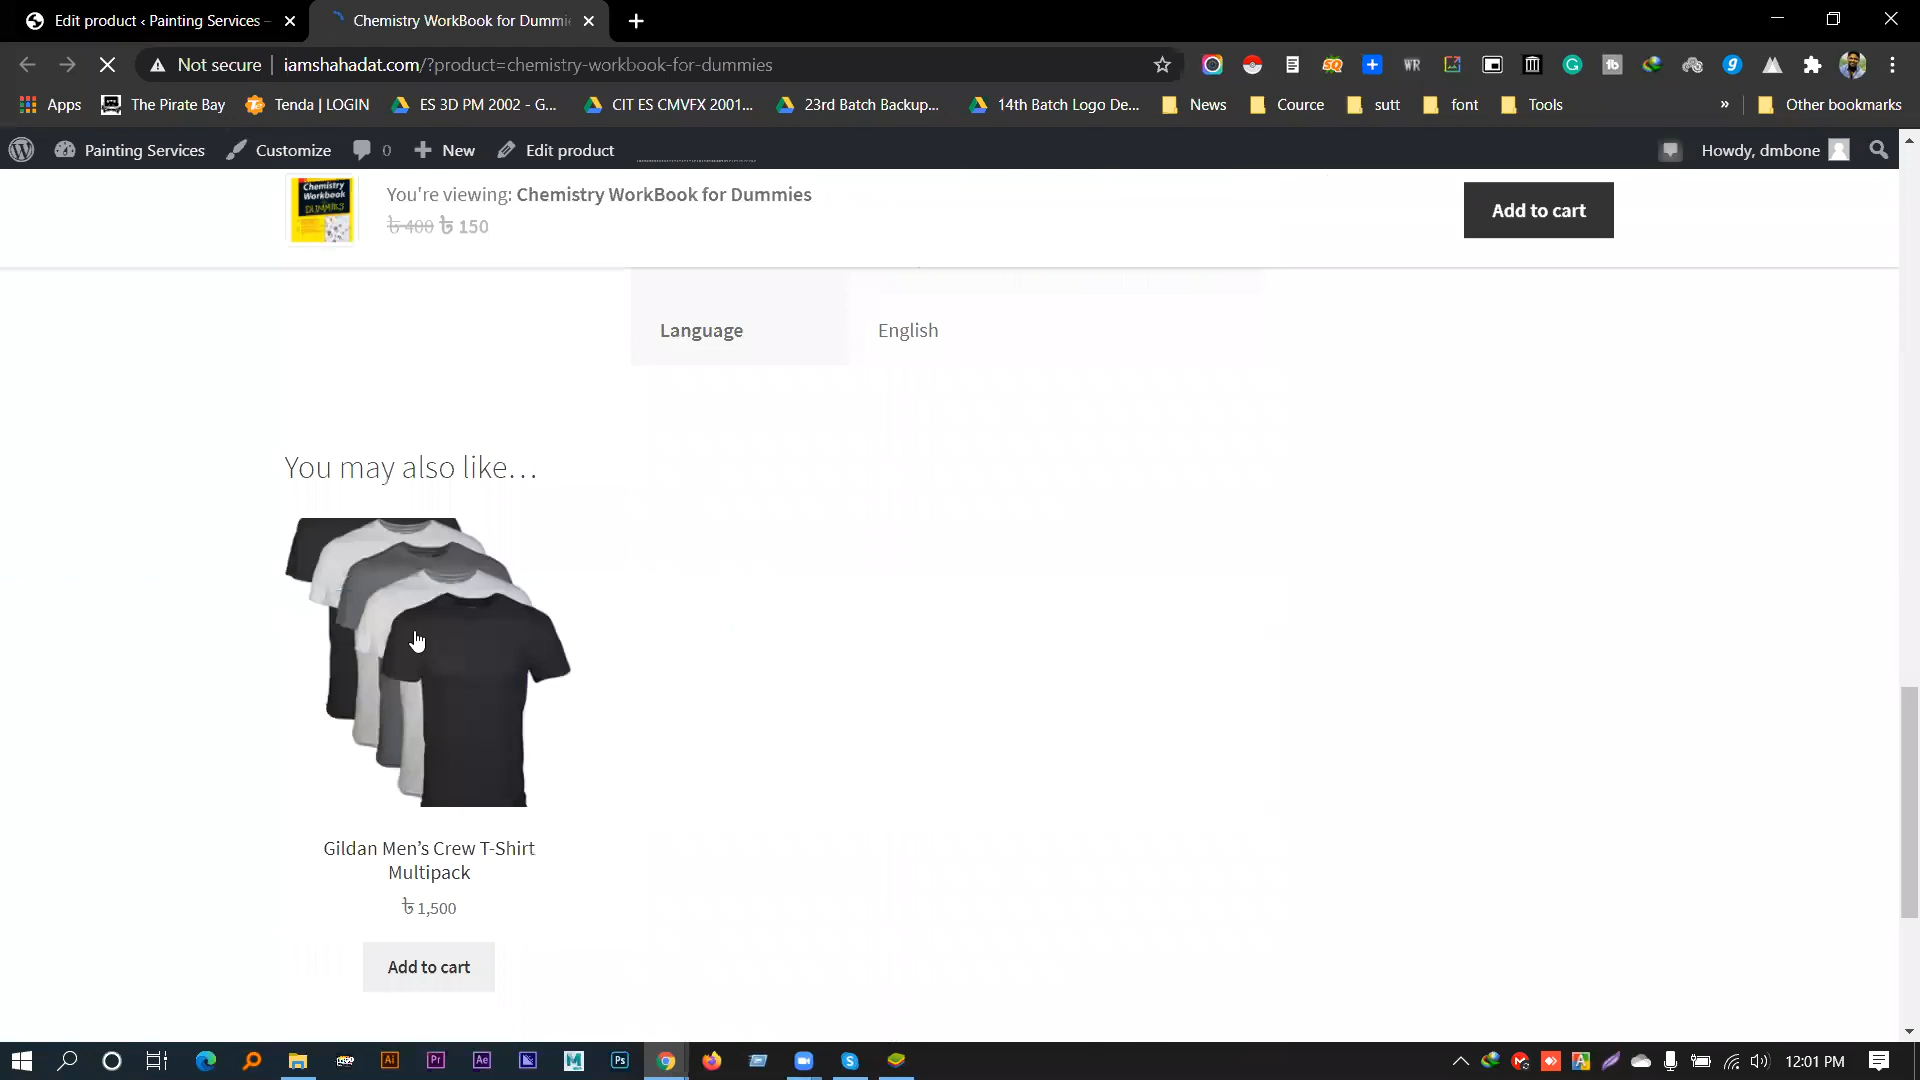 Edit product ‹ Painting Services –
Chemistry WorkBook for Dummi
Not secure
iamshahadat.com/?product=chemistry-workbook-for-dummies
Apps
The Pirate Bay
Tenda | LOGIN
ES 3D PM 2002 - G...
CIT ES CMVFX 2001...
23rd Batch Backup...
14th Batch Logo De...
News
Cource
sutt
font
Tools
»
Other bookmarks
Painting Services
Customize
0
New
Edit product
Howdy, dmbone
Chemistry
Workbook
DUMMIES
You're viewing: Chemistry WorkBook for Dummies
৳ 400 ৳ 150
Add to cart
Language
English
You may also like…
Gildan Men’s Crew T-Shirt
Multipack
৳ 1,500
Add to cart
12:01 PM